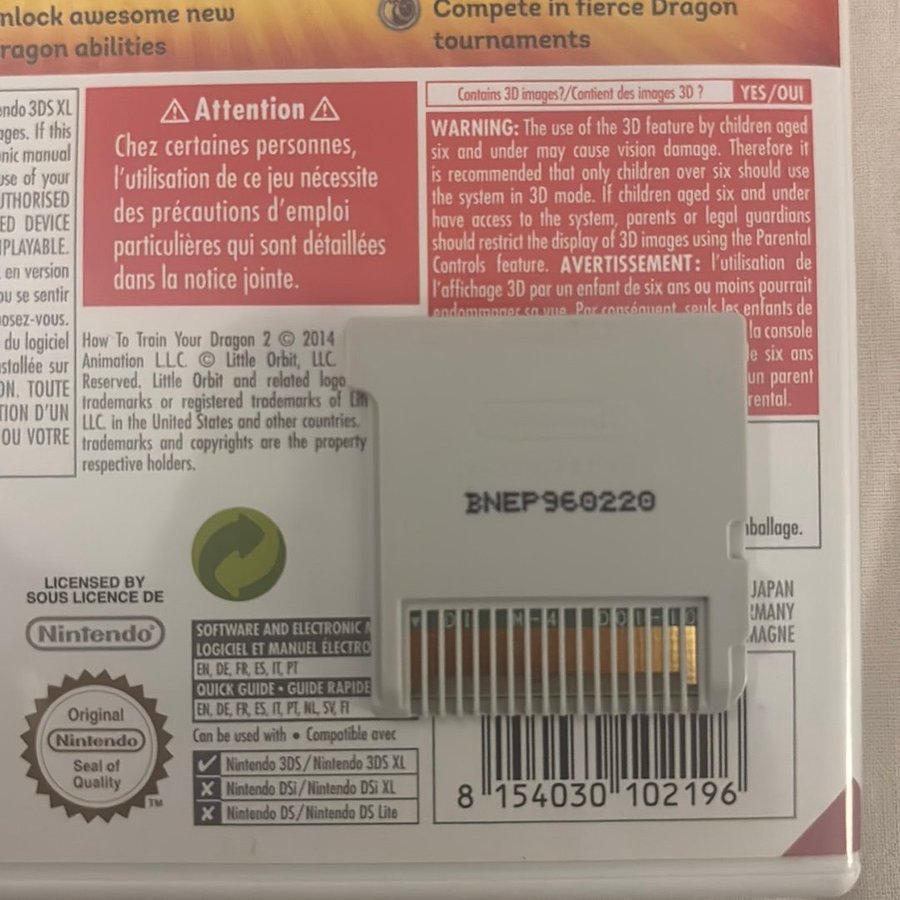 nlock awesome new
ragon abilities
Compete in fierce Dragon
tournaments
ndo 3DS XL
ages. If this
nic manual
use of your
UTHORISED
ED DEVICE
PLAYABLE.
en version
ou se sentir
posez-vous.
du logiciel
stallée sur
ON. TOUTE
TION D'UN
OU VOTRE
Attention
Chez certaines personnes,
l'utilisation de ce jeu nécessite
des précautions d'emploi
particulières qui sont détaillées
dans la notice jointe.
Contains 3D images?/Contient des images 3D ? YES/OUI
WARNING: The use of the 3D feature by children aged
six and under may cause vision damage. Therefore it
is recommended that only children over six should use
the system in 3D mode. If children aged six and under
have access to the system, parents or legal guardians
should restrict the display of 3D images using the Parental
Controls feature. AVERTISSEMENT: l'utilisation de
l'affichage 3D par un enfant de six ans ou moins pourrait
endommager sa vue. Par conséquent, seuls les enfants de
la console
e six ans
un parent
rental.
How To Train Your Dragon 2 © 2014
Animation L.L.C. © Little Orbit, LLC.
Reserved. Little Orbit and related logo
trademarks or registered trademarks of Lit
LLC. in the United States and other countries.
trademarks and copyrights are the property
respective holders.
BNEP960220
ballage.
JAPAN
MANY
MAGNE
LICENSED BY
SOUS LICENCE DE
Nintendo
Original
Nintendo
Seal of
Quality
TM
SOFTWARE AND ELECTRONIC M
LOGICIEL ET MANUEL ÉLECTRO
EN, DE, FR, ES, IT, PT
QUICK GUIDE • GUIDE RAPIDE
EN, DE, FR, ES, IT, PT, NL, SV, FI
Can be used with • Compatible avec
Nintendo 3DS/Nintendo 3DS XL
Nintendo DSi/Nintendo DSi XL
Nintendo DS/Nintendo DS Lite
8 154030 102196